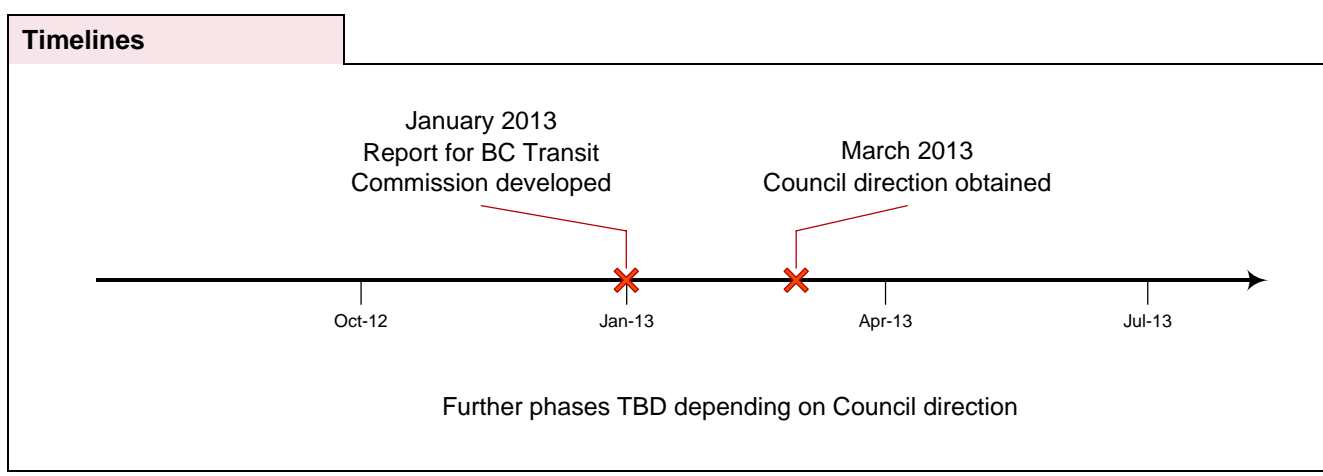 Timelines
January 2013
Report for BC Transit
Commission developed
March 2013
Council direction obtained
Oct-12
Jan-13
Apr-13
Jul-13
Further phases TBD depending on Council direction